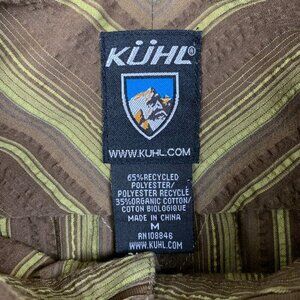 KÜHL®
WWW.KUHL.COM
65% RECYCLED
POLYESTER/
POLYESTER RECYCLÉ
35% ORGANIC COTTON/
COTON BIOLOGIQUE
MADE IN CHINA
M
RN108846
WWW.KUHL.COM